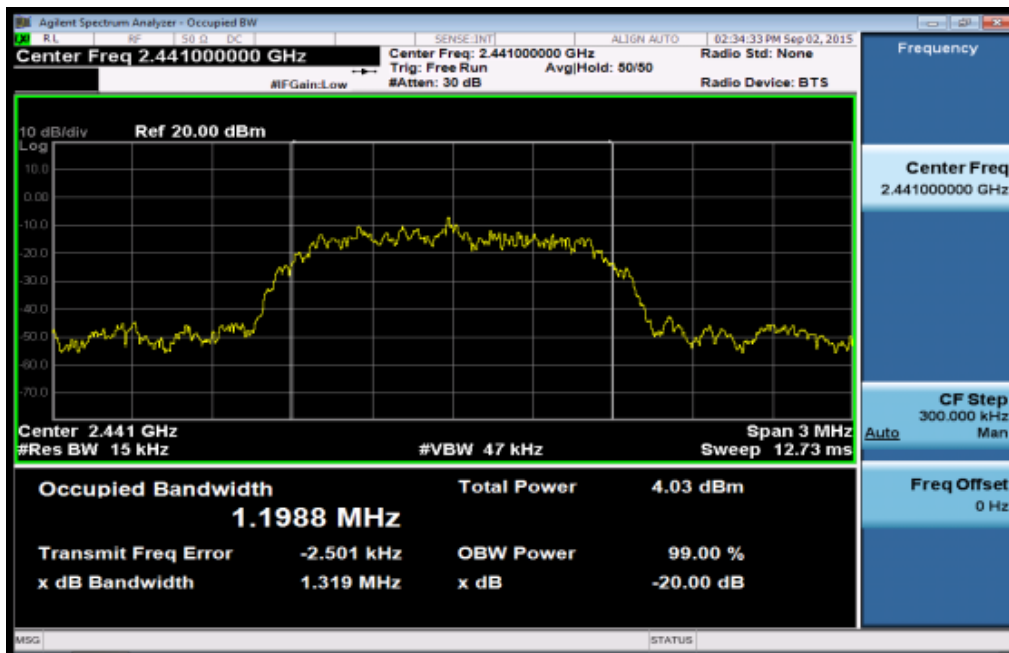 Agilent Spectrum Analyzer - Occupied BW
RL RF 50 Ω DC SENSE:INT ALIGN AUTO 02:34:33 PM Sep 02, 2015
Center Freq 2.441000000 GHz
Center Freq: 2.441000000 GHz Radio Std: None
Trig: Free Run Avg|Hold: 50/50
#IFGain:Low #Atten: 30 dB Radio Device: BTS
10 dB/div Ref 20.00 dBm
Log
10.0
0.00
-10.0
-20.0
-30.0
-40.0
-50.0
-60.0
-70.0
Center 2.441 GHz Span 3 MHz
#Res BW 15 kHz #VBW 47 kHz Sweep 12.73 ms
Occupied Bandwidth Total Power 4.03 dBm
1.1988 MHz
Transmit Freq Error -2.501 kHz OBW Power 99.00 %
x dB Bandwidth 1.319 MHz x dB -20.00 dB
MSG STATUS
Frequency
Center Freq
2.441000000 GHz
CF Step
300.000 kHz
Auto Man
Freq Offset
0 Hz